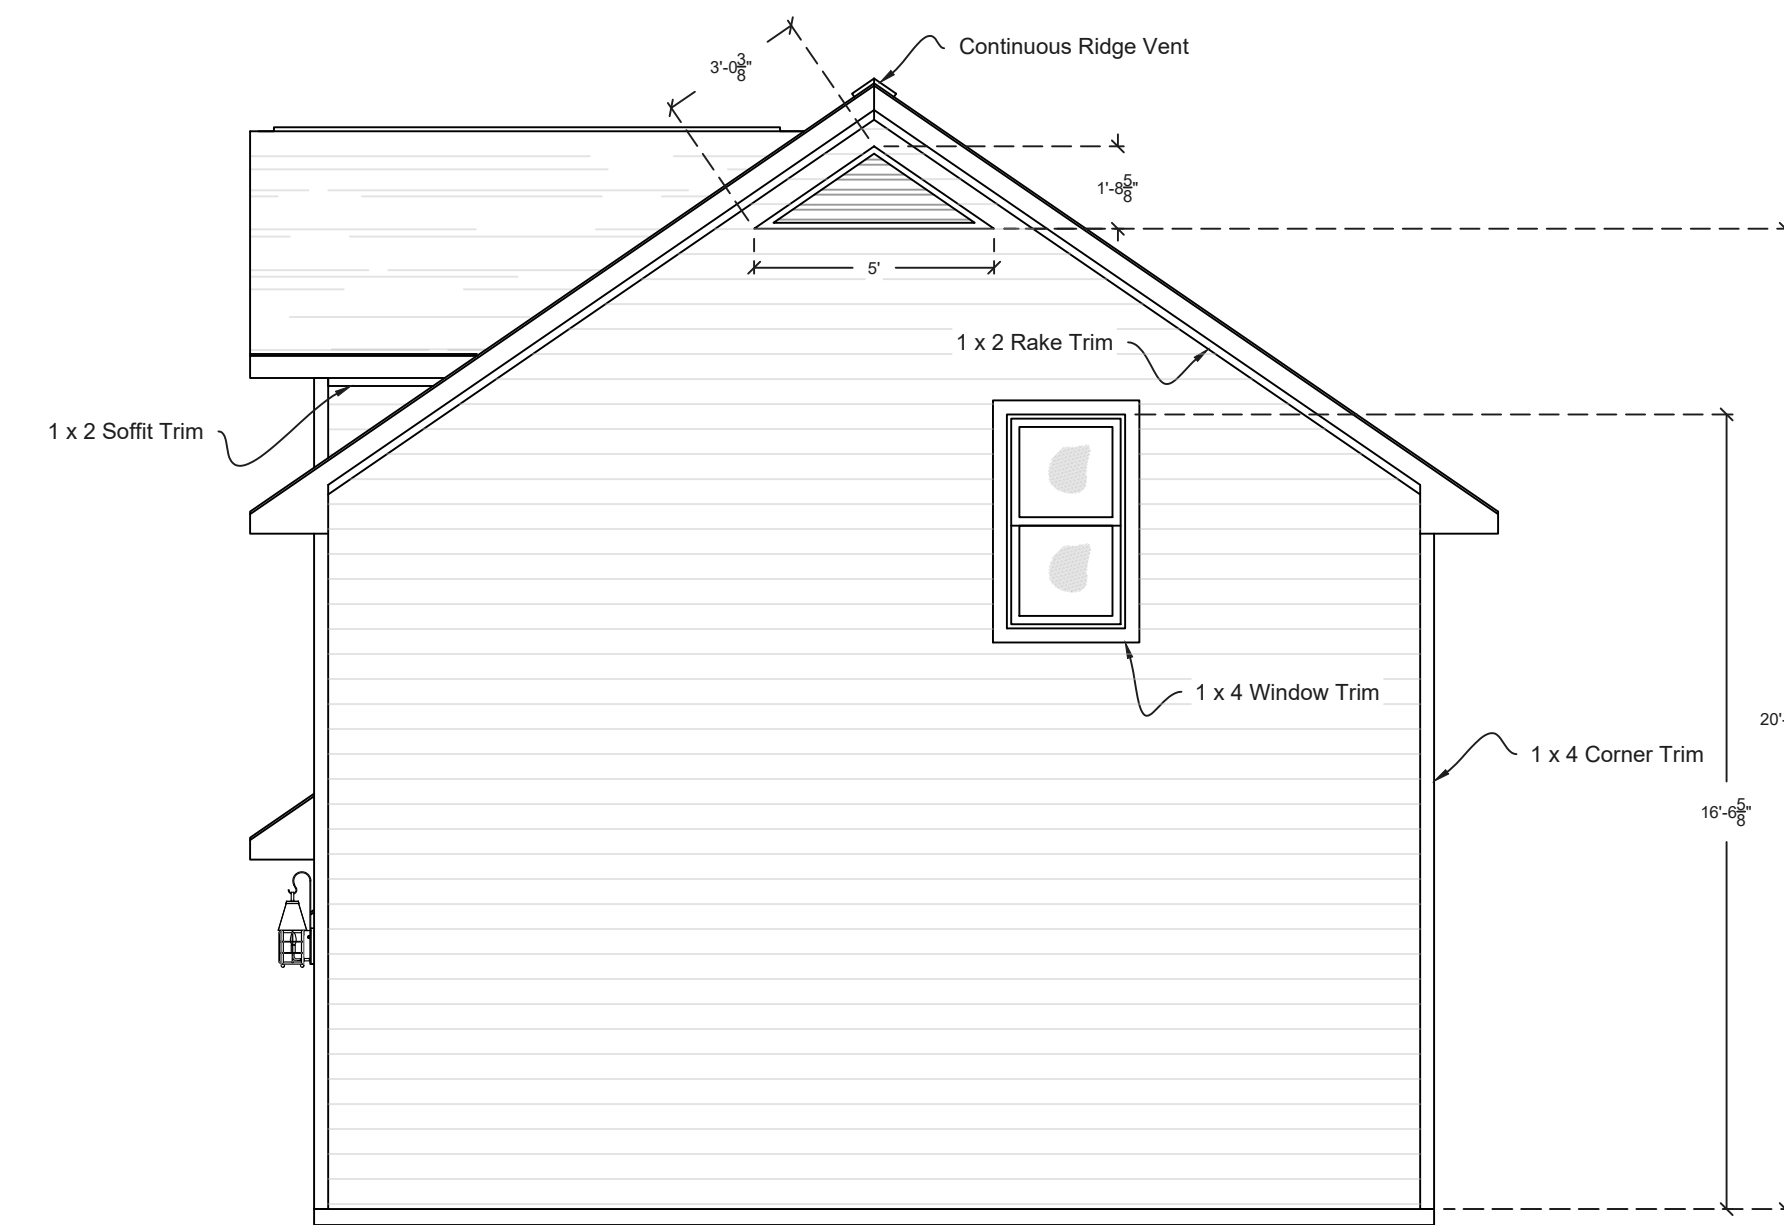 Continuous Ridge Vent
3'-0 3/8"
1'-8 5/8"
5'
1 x 2 Rake Trim
1 x 2 Soffit Trim
1 x 4 Window Trim
20'-
1 x 4 Corner Trim
16'-6 5/8"